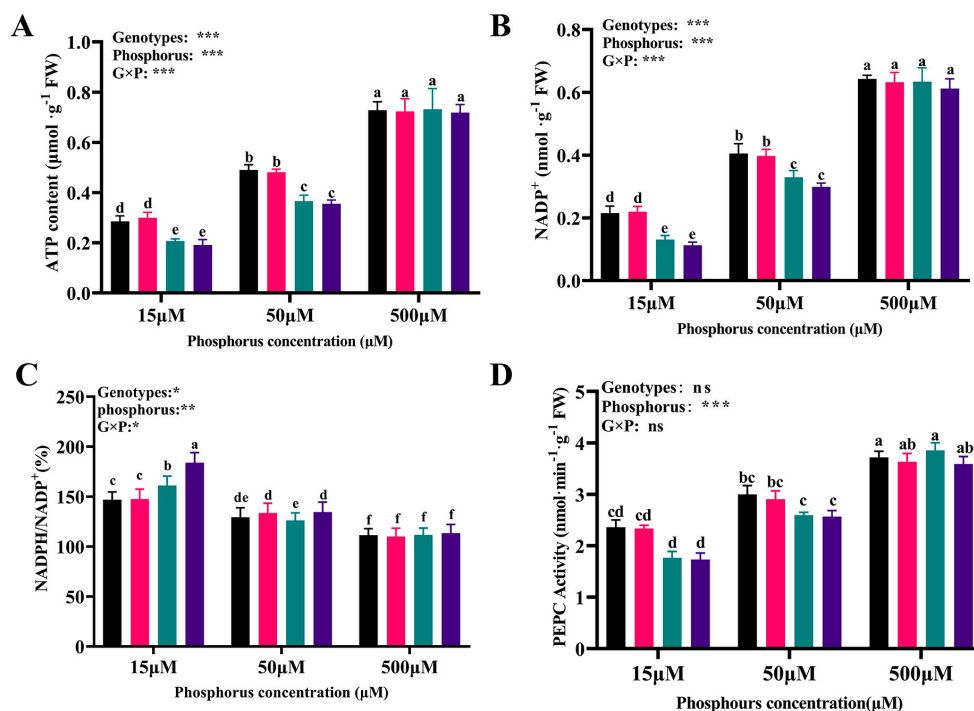 A
Genotypes: ***
Phosphorus: ***
G×P: ***
ATP content (μmol ·g-1 FW)
1.0
0.8
0.6
0.4
0.2
0.0
d d e e
b b c c
a a a a
15μM 50μM 500μM
Phosphorus concentration (μM)
B
Genotypes: ***
Phosphorus: ***
G×P: ***
NADP+ (nmol ·g-1 FW)
0.8
0.6
0.4
0.2
0.0
d d e e
b b c c
a a a a
15μM 50μM 500μM
Phosphorus concentration (μM)
C
Genotypes:*
phosphorus:**
G×P:*
NADPH/NADP+(%)
250
200
150
100
50
0
c c b a
de d e d
f f f f
15μM 50μM 500μM
Phosphorus concentration (μM)
D
Genotypes: ns
Phosphorus: ***
G×P: ns
PEPC Activity (nmol·min-1·g-1 FW)
5
4
3
2
1
0
cd cd d d
bc bc c c
a ab a ab
15μM 50μM 500μM
Phosphours concentration(μM)